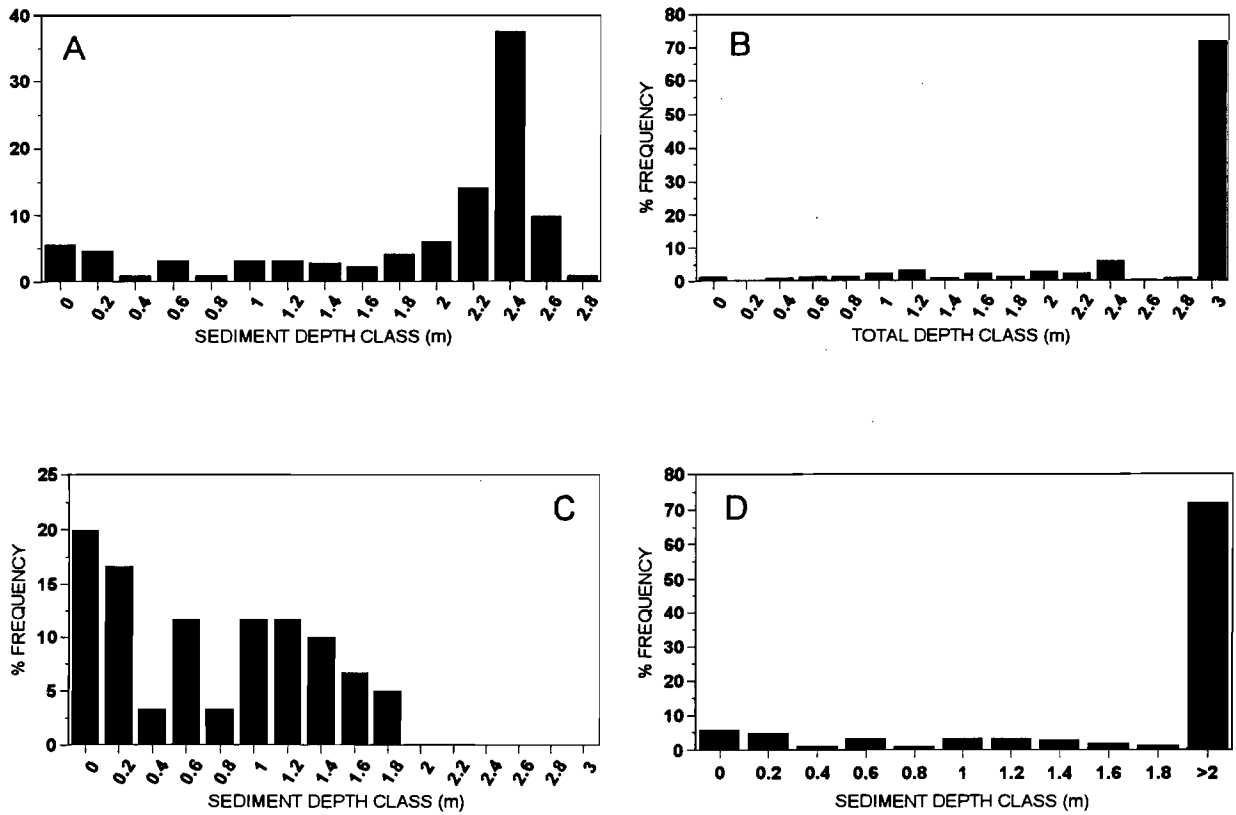 A
40
30
20
10
0
0 0.2 0.4 0.6 0.8 1 1.2 1.4 1.6 1.8 2 2.2 2.4 2.6 2.8
SEDIMENT DEPTH CLASS (m)
B
% FREQUENCY
80
70
60
50
40
30
20
10
0
0 0.2 0.4 0.6 0.8 1 1.2 1.4 1.6 1.8 2 2.2 2.4 2.6 2.8 3
TOTAL DEPTH CLASS (m)
C
% FREQUENCY
25
20
15
10
5
0
0 0.2 0.4 0.6 0.8 1 1.2 1.4 1.6 1.8 2 2.2 2.4 2.6 2.8 3
SEDIMENT DEPTH CLASS (m)
D
% FREQUENCY
80
70
60
50
40
30
20
10
0
0 0.2 0.4 0.6 0.8 1 1.2 1.4 1.6 1.8 >2
SEDIMENT DEPTH CLASS (m)